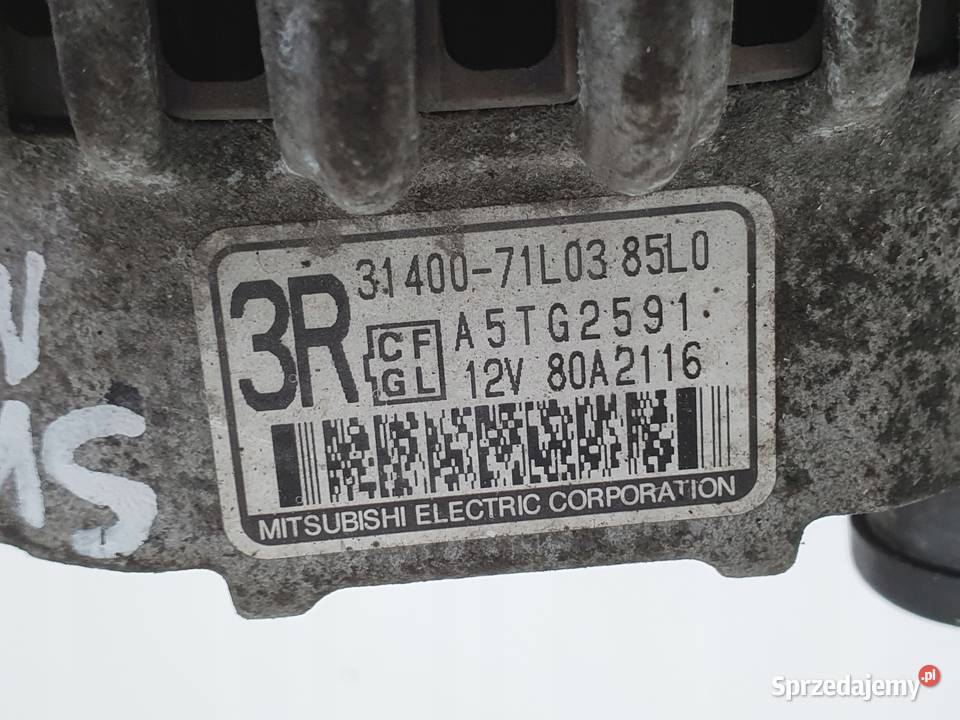 3R
31400-71L03 85L0
CF
GL
A5TG2591
12V 80A2116
MITSUBISHI ELECTRIC CORPORATION
Sprzedajemy.pl